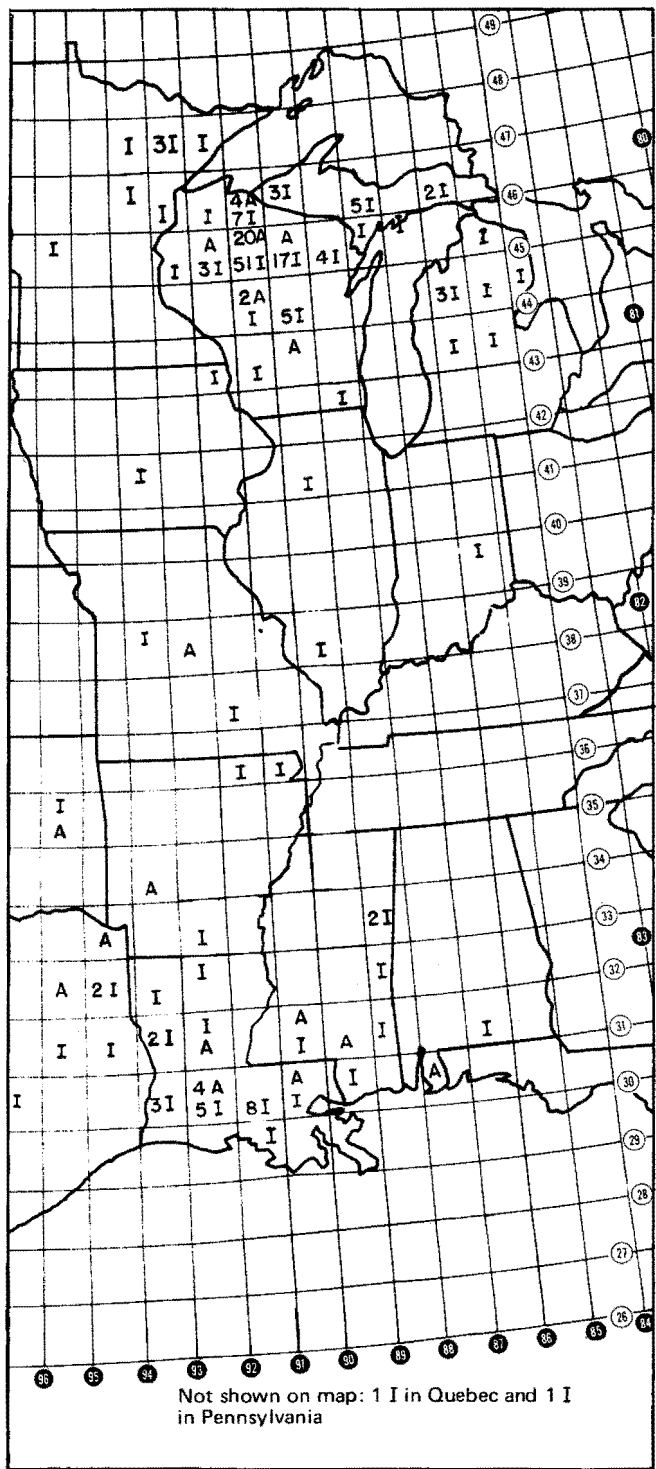 49
48
47
80
I 3I I
I
4A
3I
2I
46
I
I
7I
5I
I
I
I
45
A
20A
A
I
I
3I
51I
17I
4I
I
3I
I
44
2A
I
5I
81
A
I
I
43
I
I
I
42
I
I
41
40
I
39
82
I
A
I
38
I
37
I
I
36
I
A
35
34
A
2I
33
83
A
I
I
I
32
A
2I
I
A
I
I
31
I
I
2I
I
A
I
A
4A
A
I
A
30
I
3I
5I
8I
I
I
29
28
27
26
84
96
95
94
93
92
91
90
89
88
87
86
85
Not shown on map: 1 I in Quebec and 1 I
in Pennsylvania